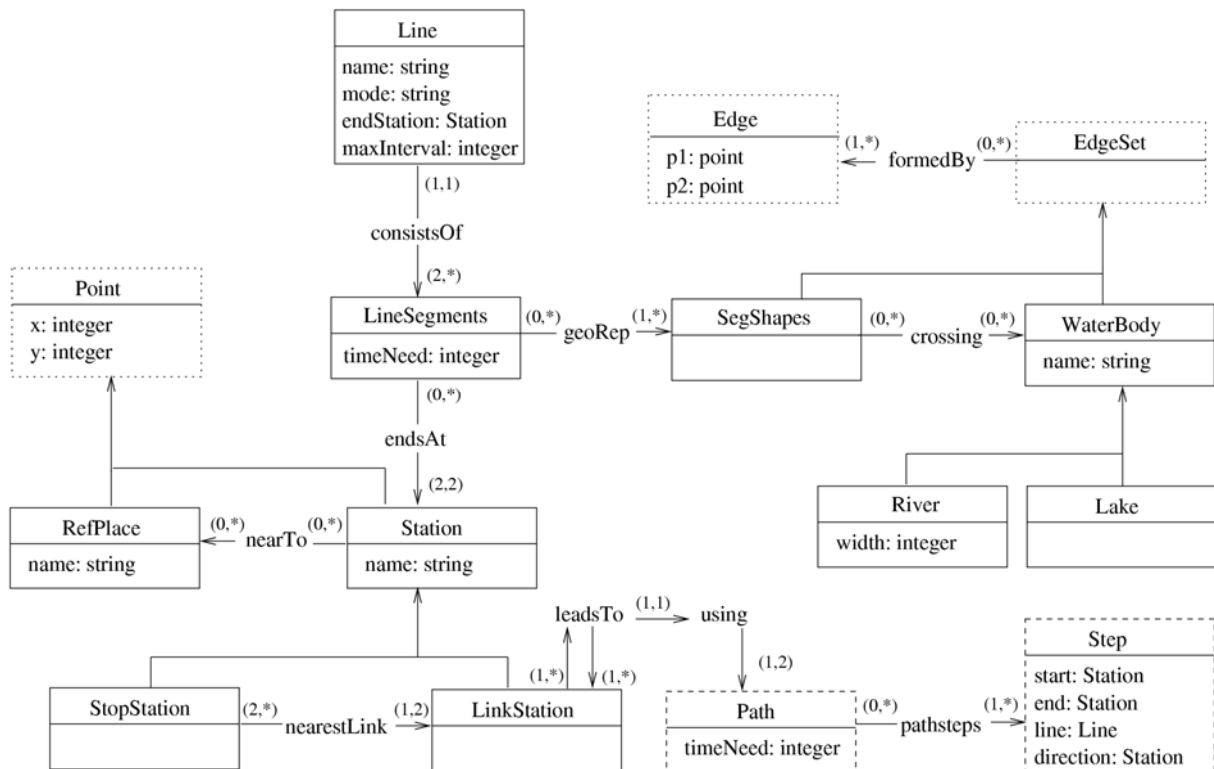 Line
name: string
mode: string
endStation: Station
maxInterval: integer
(1,1)
consistsOf
(2,*)
Edge
p1: point
p2: point
(1,*)
formedBy
(0,*)
EdgeSet
Point
x: integer
y: integer
LineSegments
timeNeed: integer
(0,*)
geoRep
(1,*)
SegShapes
(0,*)
crossing
(0,*)
WaterBody
name: string
(0,*)
endsAt
(2,2)
RefPlace
name: string
(0,*)
nearTo
(0,*)
Station
name: string
River
width: integer
Lake
leadsTo
(1,1)
using
(1,*)
(1,*)
(1,2)
StopStation
(2,*)
nearestLink
(1,2)
LinkStation
Path
timeNeed: integer
(0,*)
pathsteps
(1,*)
Step
start: Station
end: Station
line: Line
direction: Station